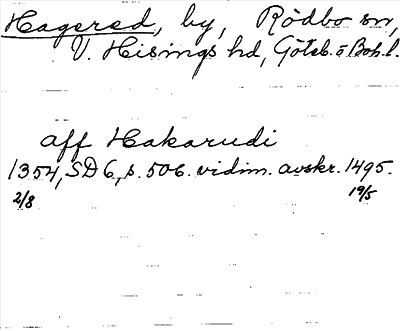 Hagered, by, Rödbo sn,
V. Hisings hd, Göteb. o Boh. l.
aff Hakarudi
1354, SD 6, s. 506. vidim. avskr. 1495.
2/8 19/5